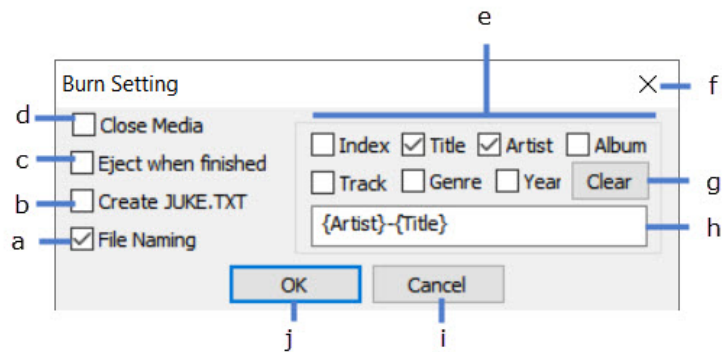 e
Burn Setting
f
d
Close Media
Index Title Artist Album
c
Eject when finished
Track Genre Year Clear
g
b
Create JUKE.TXT
{Artist}-{Title}
h
a
File Naming
OK Cancel
j i